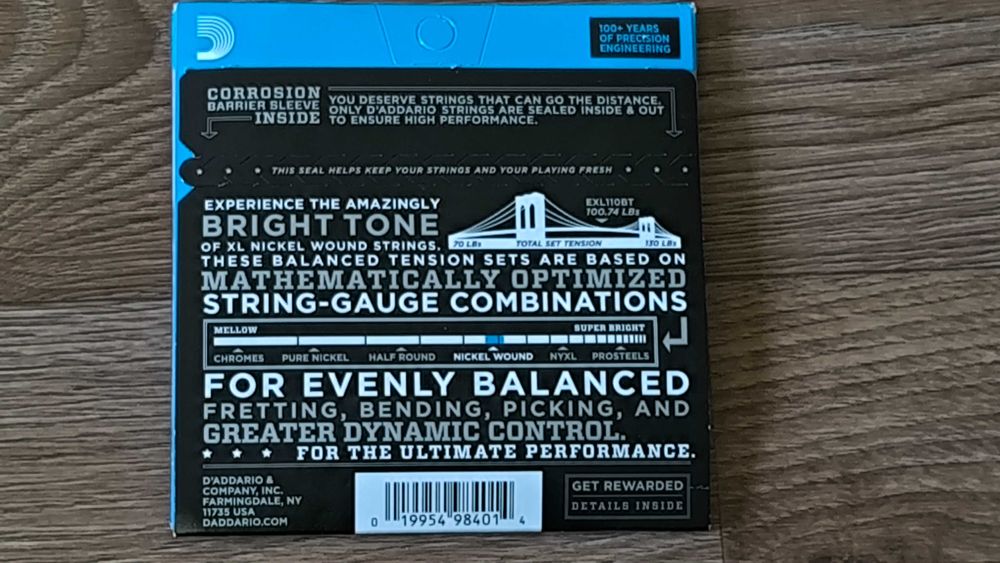 100+ YEARS
OF PRECISION
ENGINEERING
CORROSION
BARRIER SLEEVE
INSIDE
YOU DESERVE STRINGS THAT CAN GO THE DISTANCE,
ONLY D'ADDARIO STRINGS ARE SEALED INSIDE & OUT
TO ENSURE HIGH PERFORMANCE.
THIS SEAL HELPS KEEP YOUR STRINGS AND YOUR PLAYING FRESH
EXPERIENCE THE AMAZINGLY
BRIGHT TONE
OF XL NICKEL WOUND STRINGS.
EXL110BT
100.74 LBs
70 LBs TOTAL SET TENSION 130 LBs
THESE BALANCED TENSION SETS ARE BASED ON
MATHEMATICALLY OPTIMIZED
STRING-GAUGE COMBINATIONS
MELLOW SUPER BRIGHT
CHROMES PURE NICKEL HALF ROUND NICKEL WOUND NYXL PROSTEELS
FOR EVENLY BALANCED
FRETTING, BENDING, PICKING, AND
GREATER DYNAMIC CONTROL.
FOR THE ULTIMATE PERFORMANCE.
D'ADDARIO &
COMPANY, INC.
FARMINGDALE, NY
11735 USA
DADDARIO.COM
0 19954 98401 4
GET REWARDED
DETAILS INSIDE